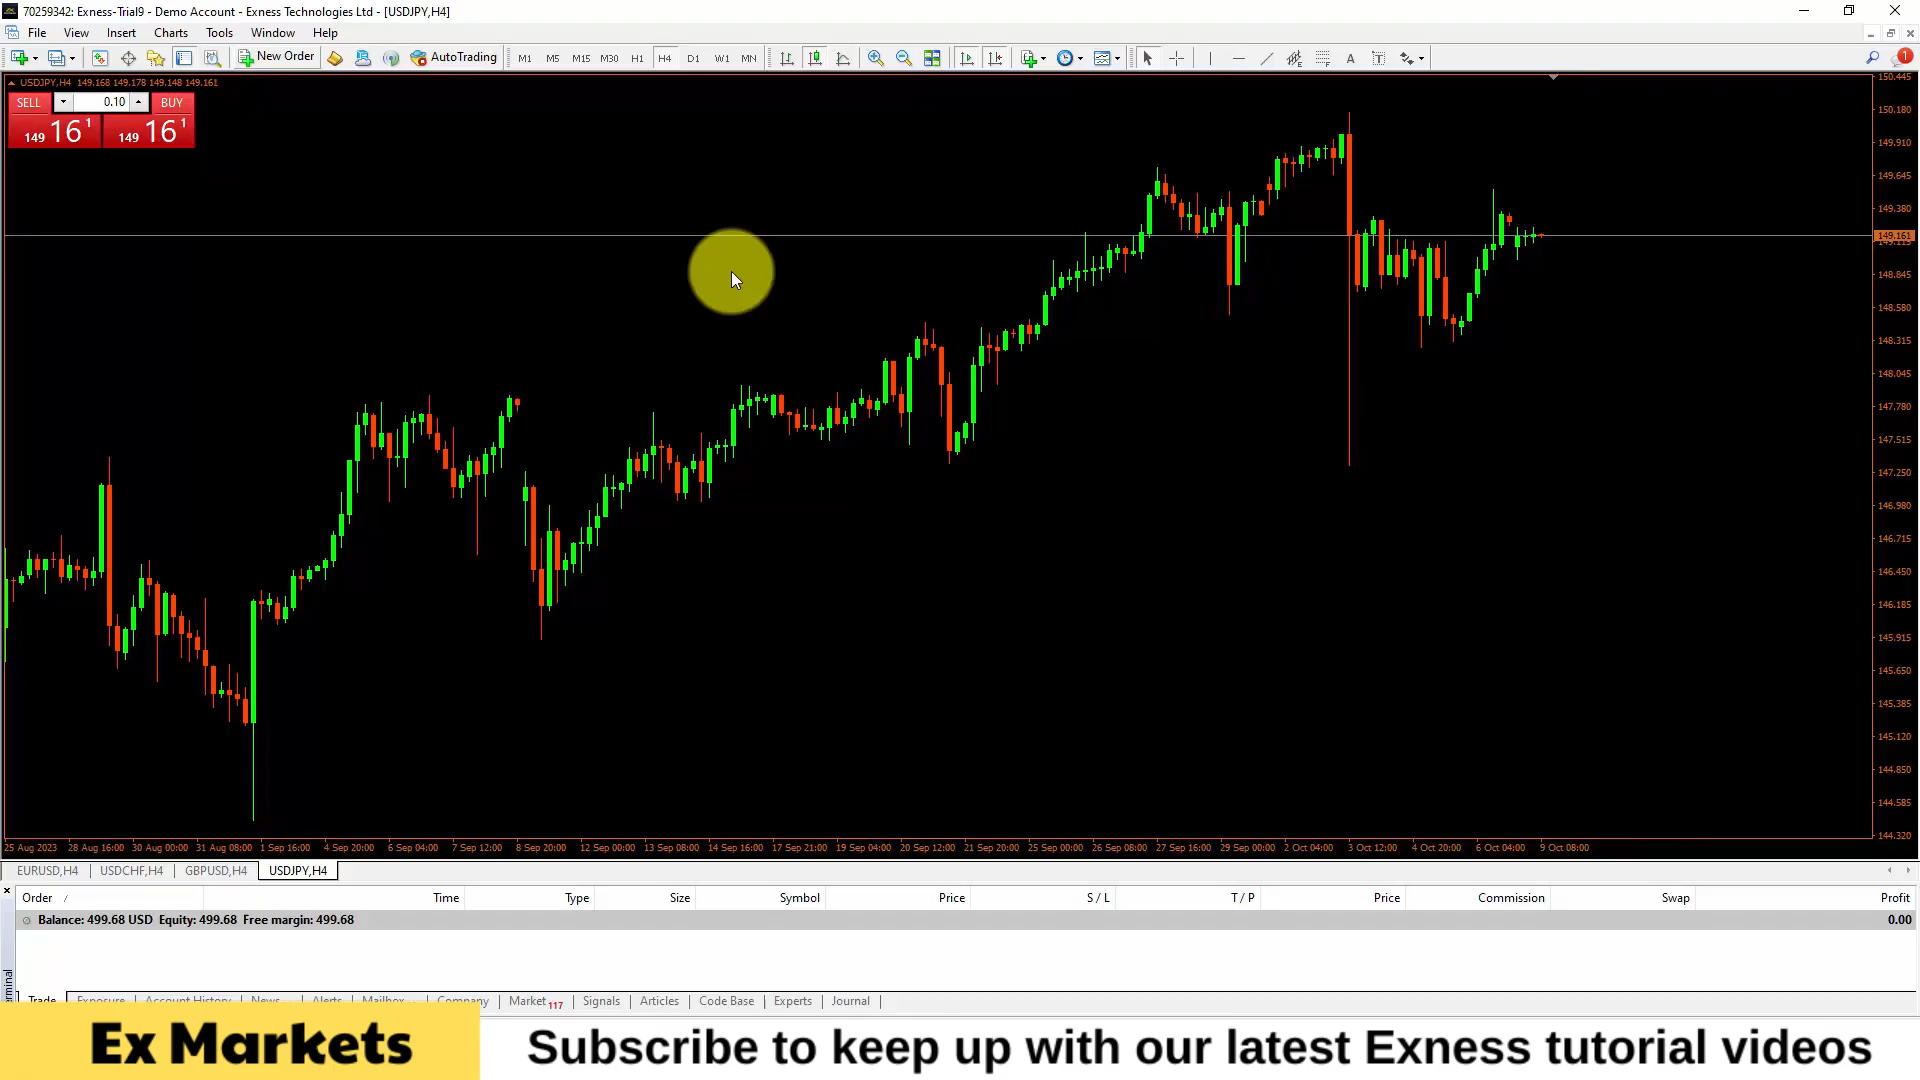 70259342: Exness-Trial9 - Demo Account - Exness Technologies Ltd - [USDJPY,H4]
File View Insert Charts Tools Window Help
New Order AutoTrading M1 M5 M15 M30 H1 H4 D1 W1 MN A T 1
USDJPY,H4 149.168 149.178 149.148 149.161
SELL 0.10 BUY
149 16 1 149 16 1
150.445
150.180
149.910
149.645
149.380
149.161
149.115
148.845
148.580
148.315
148.045
147.780
147.515
147.250
146.980
146.715
146.450
146.185
145.915
145.650
145.385
145.120
144.850
144.585
144.320
25 Aug 2023 28 Aug 16:00 30 Aug 00:00 31 Aug 08:00 1 Sep 16:00 4 Sep 20:00 6 Sep 04:00 7 Sep 12:00 8 Sep 20:00 12 Sep 00:00 13 Sep 08:00 14 Sep 16:00 17 Sep 21:00 19 Sep 04:00 20 Sep 12:00 21 Sep 20:00 25 Sep 00:00 26 Sep 08:00 27 Sep 16:00 29 Sep 00:00 2 Oct 04:00 3 Oct 12:00 4 Oct 20:00 6 Oct 04:00 9 Oct 08:00
EURUSD,H4 USDCHF,H4 GBPUSD,H4 USDJPY,H4
Order / Time Type Size Symbol Price S / L T / P Price Commission Swap Profit
Balance: 499.68 USD Equity: 499.68 Free margin: 499.68 0.00
Trade Exposure Account History News Alerts Mailbox Company Market 117 Signals Articles Code Base Experts Journal
Ex Markets
Subscribe to keep up with our latest Exness tutorial videos